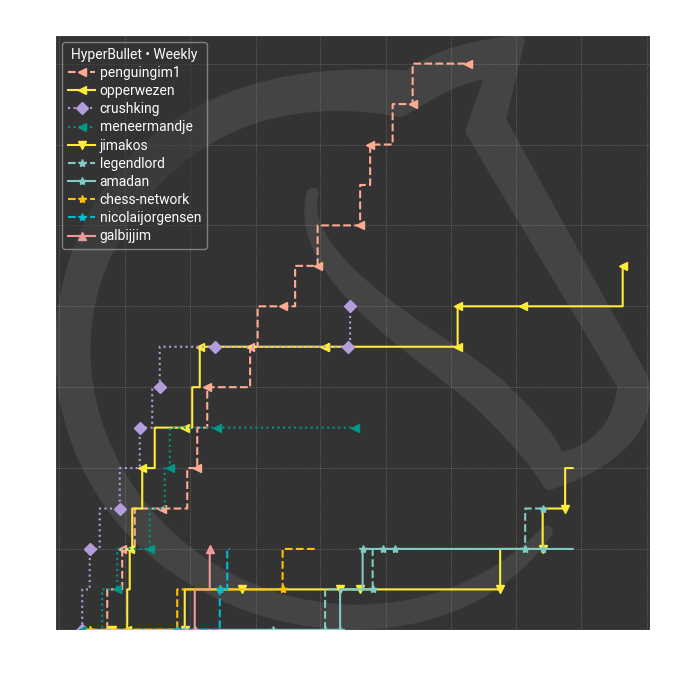 HyperBullet • Weekly
penguingim1
opperwezen
crushking
meneermandje
jimakos
legendlord
amadan
chess-network
nicolaijorgensen
galbijjim